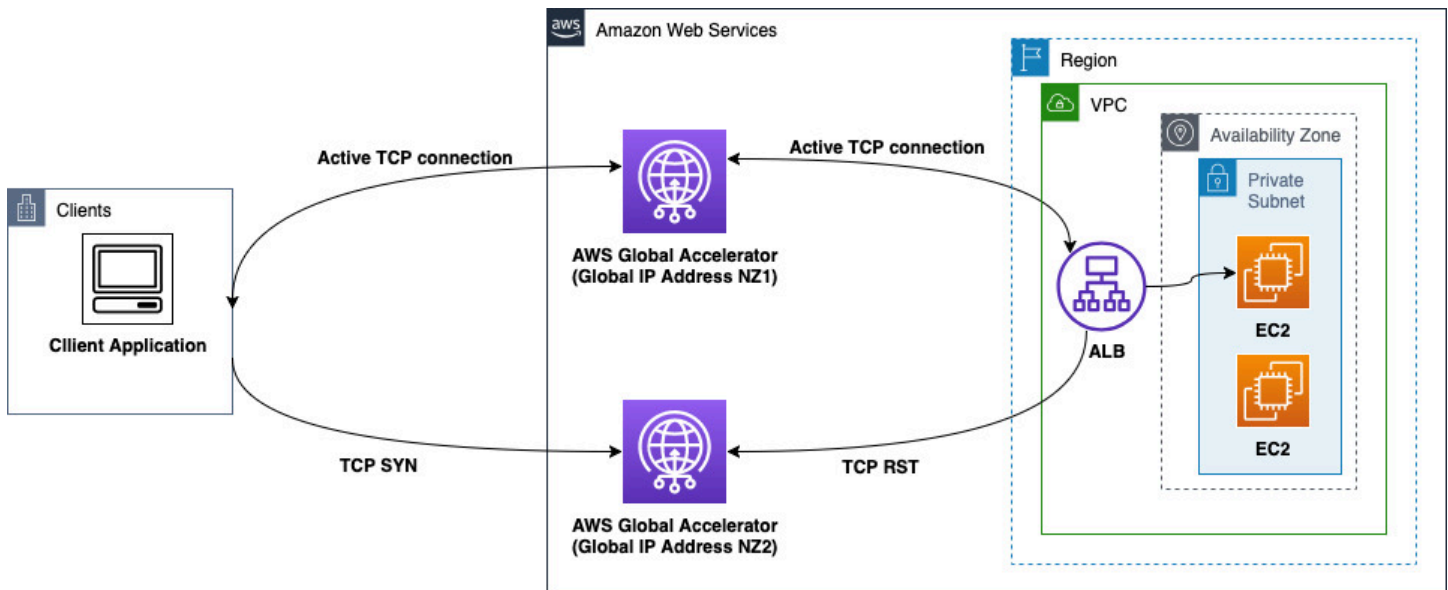 aws
Amazon Web Services
Region
VPC
Availability Zone
Private
Subnet
Active TCP connection
Active TCP connection
Clients
Cllient Application
AWS Global Accelerator
(Global IP Address NZ1)
EC2
ALB
EC2
TCP SYN
TCP RST
AWS Global Accelerator
(Global IP Address NZ2)